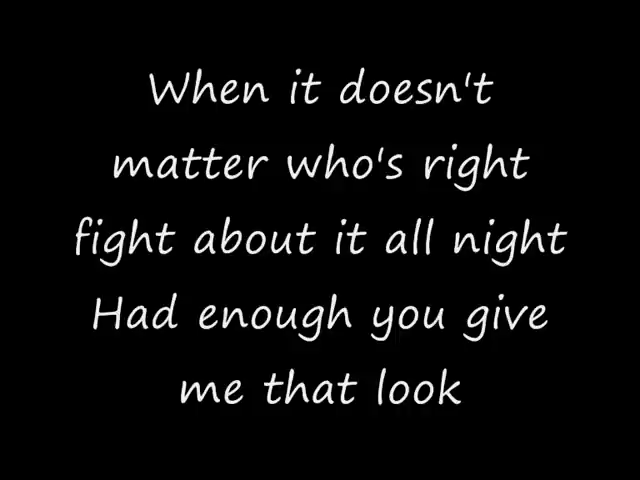 When it doesn't
matter who's right
fight about it all night
Had enough you give
me that look